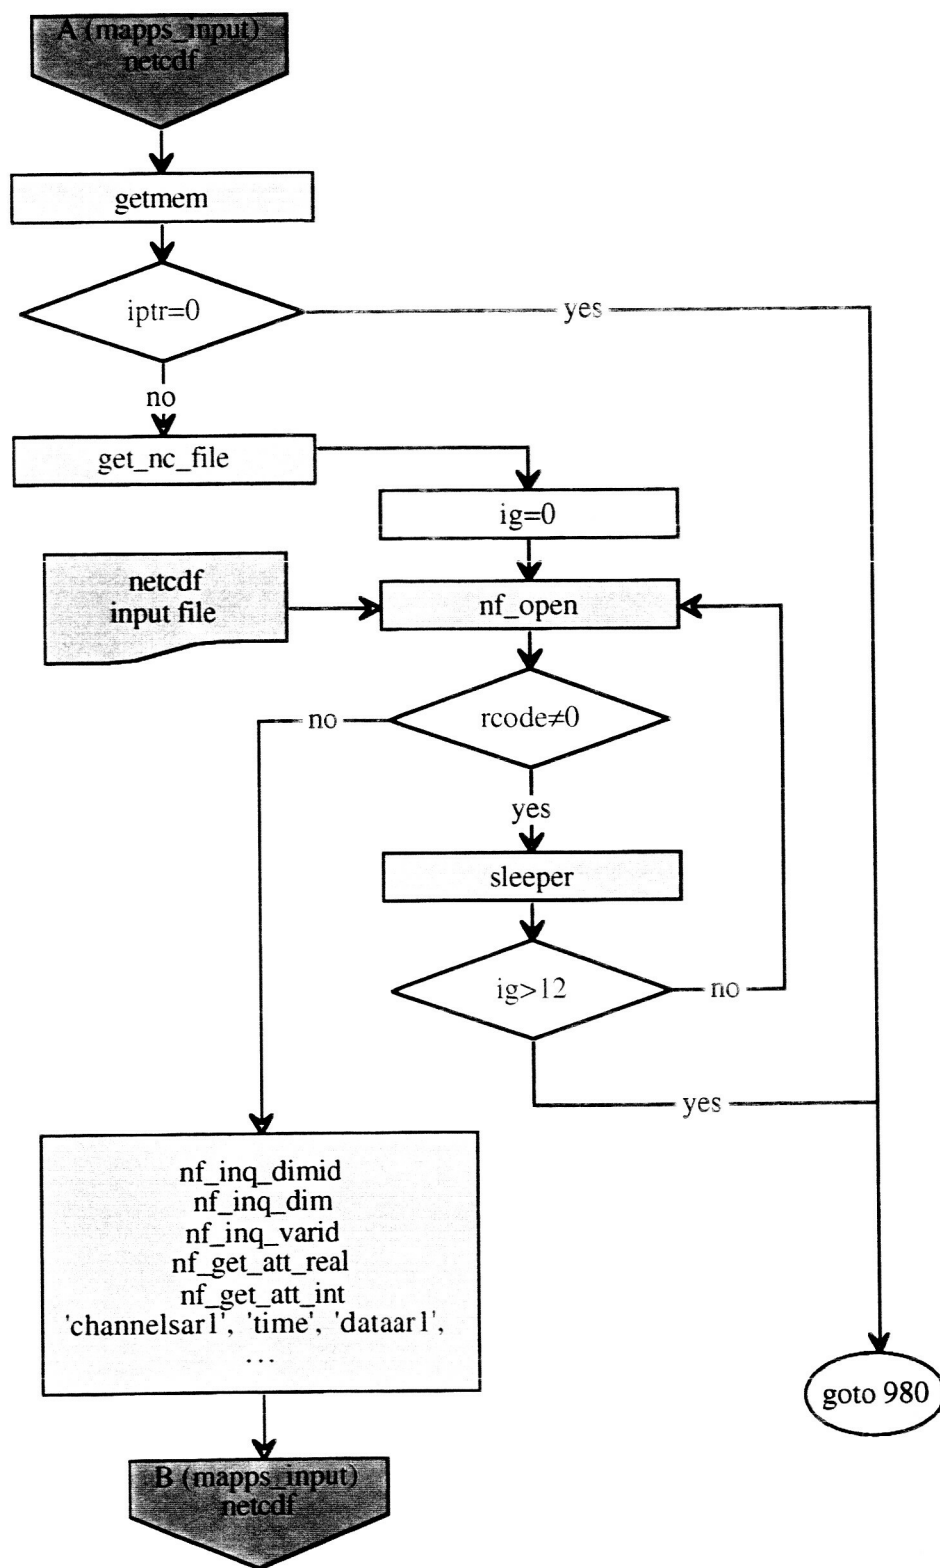 A (mapps_input)
netcdf
getmem
iptr=0
yes
no
get_nc_file
ig=0
netcdf
input file
nf_open
rcode≠0
no
yes
sleeper
ig>12
no
yes
nf_inq_dimid
nf_inq_dim
nf_inq_varid
nf_get_att_real
nf_get_att_int
'channelsar1', 'time', 'dataar1',
...
goto 980
B (mapps_input)
netcdf